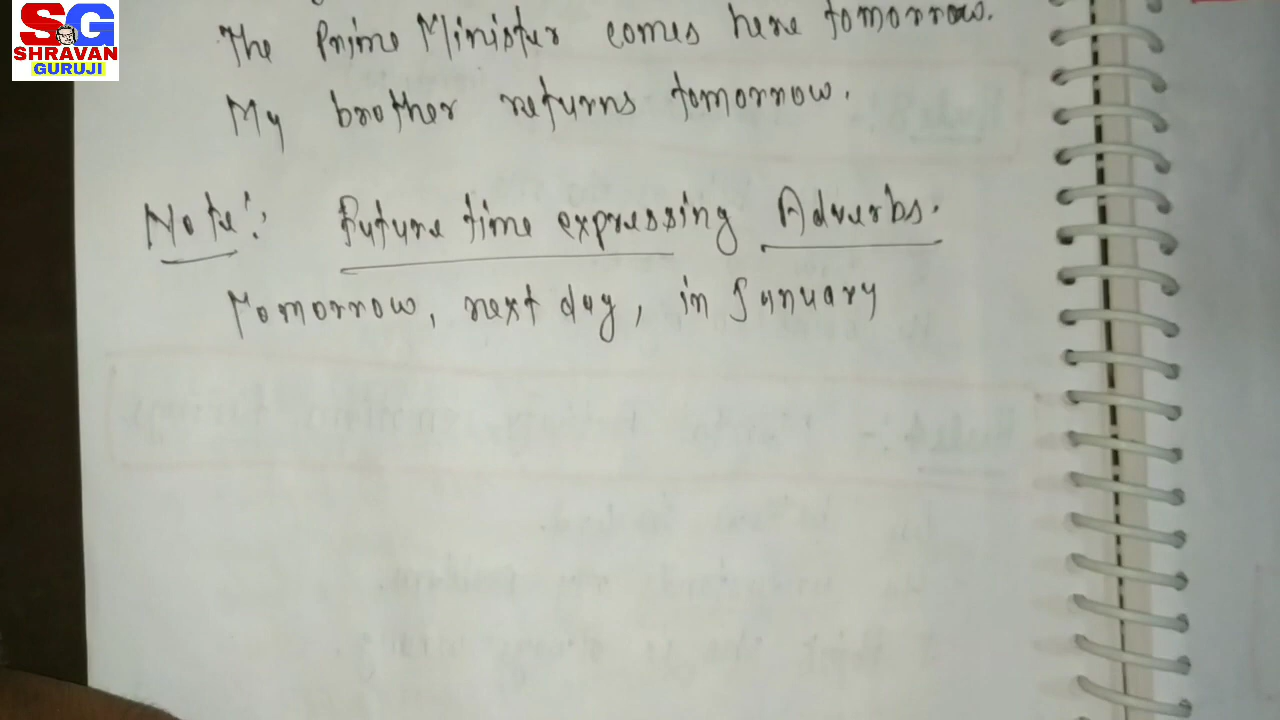 SG
SHRAVAN
GURUJI
The Prime Minister comes here tomorrow.
My brother returns tomorrow.
Note: Future time expressing Adverbs.
Tomorrow, next day, in January